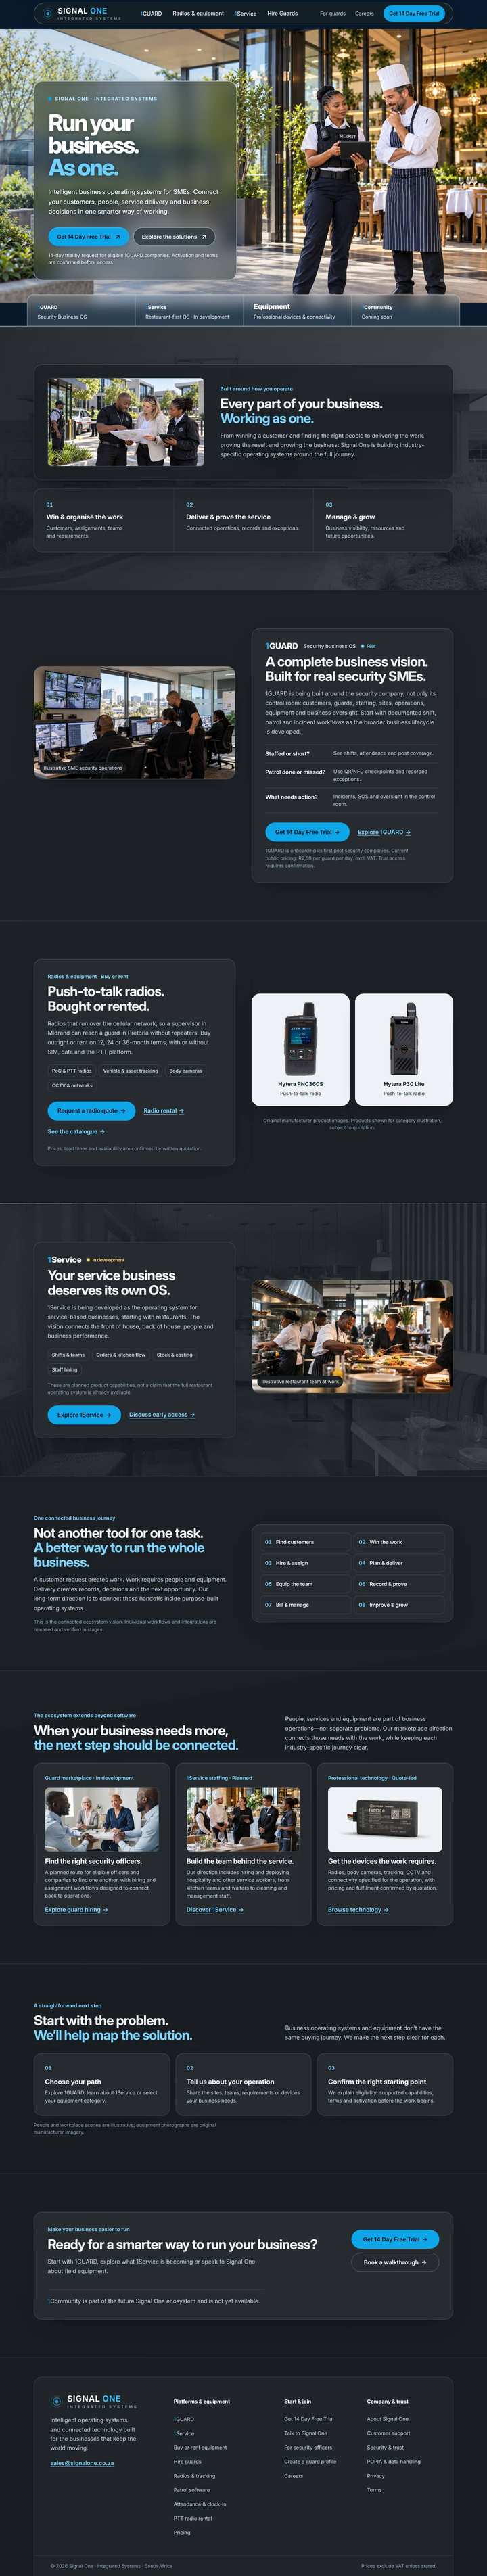 SIGNAL ONE
INTEGRATED SYSTEMS
1GUARD
Radios & equipment
1Service
Hire Guards
For guards
Careers
Get 14 Day Free Trial
SIGNAL ONE · INTEGRATED SYSTEMS
Run your
business.
As one.
Intelligent business operating systems for SMEs. Connect
your customers, people, service delivery and business
decisions in one smarter way of working.
Get 14 Day Free Trial ↗
Explore the solutions ↗
14-day trial by request for eligible 1GUARD companies. Activation and terms
are confirmed before access
SECURITY
1GUARD
Security Business OS
1Service
Restaurant-first OS · In development
Equipment
Professional devices & connectivity
1Community
Coming soon
Built around how you operate
Every part of your business.
Working as one.
From winning a customer and finding the right people to delivering the work,
proving the result and growing the business: Signal One is building industry-
specific operating systems around the full journey.
01
Win & organise the work
Customers, assignments, teams
and requirements.
02
Deliver & prove the service
Connected operations, records and exceptions.
03
Manage & grow
Business visibility, resources and
future opportunities.
Illustrative SME security operations
1GUARD Security business OS Pilot
A complete business vision.
Built for real security SMEs.
1GUARD is being built around the security company, not only its
control room: customers, guards, staffing, sites, operations,
equipment and business oversight. Start with documented shift,
patrol and incident workflows as the broader business lifecycle
is developed.
Staffed or short? See shifts, attendance and post coverage.
Patrol done or missed? Use QR/NFC checkpoints and recorded
exceptions.
What needs action? Incidents, SOS and oversight in the control
room.
Get 14 Day Free Trial →
Explore 1GUARD →
1GUARD is onboarding its first pilot security companies. Current
public pricing: R2,50 per guard per day, excl. VAT. Trial access
requires confirmation.
Radios & equipment · Buy or rent
Push-to-talk radios.
Bought or rented.
Radios that run over the cellular network, so a supervisor in
Midrand can reach a guard in Pretoria without repeaters. Buy
outright or rent on 12, 24 or 36-month terms, with or without
SIM, data and the PTT platform.
PoC & PTT radios
Vehicle & asset tracking
Body cameras
CCTV & networks
Request a radio quote →
Radio rental →
See the catalogue →
Prices, lead times and availability are confirmed by written quotation.
Hytera PNC360S
Push-to-talk radio
Hytera P30 Lite
Push-to-talk radio
Original manufacturer product images. Products shown for category illustration,
subject to quotation.
1Service In development
Your service business
deserves its own OS.
1Service is being developed as the operating system for
service-based businesses, starting with restaurants. The
vision connects the front of house, back of house, people and
business performance.
Shifts & teams
Orders & kitchen flow
Stock & costing
Staff hiring
These are planned product capabilities, not a claim that the full restaurant
operating system is already available.
Explore 1Service →
Discuss early access →
Illustrative restaurant team at work
One connected business journey
Not another tool for one task.
A better way to run the whole
business.
A customer request creates work. Work requires people and equipment.
Delivery creates records, decisions and the next opportunity. Our
long-term direction is to connect those handoffs inside purpose-built
operating systems.
This is the connected ecosystem vision. Individual workflows and integrations are
released and verified in stages.
01 Find customers
02 Win the work
03 Hire & assign
04 Plan & deliver
05 Equip the team
06 Record & prove
07 Bill & manage
08 Improve & grow
The ecosystem extends beyond software
When your business needs more,
the next step should be connected.
People, services and equipment are part of business
operations—not separate problems. Our marketplace direction
connects those needs with the work, while keeping each
industry-specific journey clear.
Guard marketplace · In development
Find the right security officers.
A planned route for eligible officers and
companies to find one another, with hiring and
assignment workflows designed to connect
back to operations.
Explore guard hiring →
1Service staffing · Planned
Build the team behind the service.
Our direction includes helping employers find
hospitality and other service workers, from
kitchen teams and waiters to cleaning and
management staff.
Discover 1Service →
Professional technology · Quote-led
Get the devices the work requires.
Radios, body cameras, tracking, CCTV and
connectivity specified for the operation, with
pricing and fulfilment confirmed by quotation.
Browse technology →
A straightforward next step
Start with the problem.
We'll help map the solution.
Business operating systems and equipment don't have the
same buying journey. We make the next step clear for each.
01
Choose your path
Explore 1GUARD, learn about 1Service or select
your equipment category.
02
Tell us about your operation
Share the sites, teams, requirements or devices
your business needs.
03
Confirm the right starting point
We explain eligibility, supported capabilities,
terms and activation before the work begins.
People and workplace scenes are illustrative; equipment photographs are original
manufacturer imagery.
Make your business easier to run
Ready for a smarter way to run your business?
Start with 1GUARD, explore what 1Service is becoming or speak to Signal One
about field equipment.
1Community is part of the future Signal One ecosystem and is not yet available.
Get 14 Day Free Trial →
Book a walkthrough →
SIGNAL ONE
INTEGRATED SYSTEMS
Intelligent operating systems
and connected technology built
for the businesses that keep the
world moving.
sales@signalone.co.za
Platforms & equipment
1GUARD
1Service
Buy or rent equipment
Hire guards
Radios & tracking
Patrol software
Attendance & clock-in
PTT radio rental
Pricing
Start & join
Get 14 Day Free Trial
Talk to Signal One
For security officers
Create a guard profile
Careers
Company & trust
About Signal One
Customer support
Security & trust
POPIA & data handling
Privacy
Terms
© 2026 Signal One · Integrated Systems · South Africa
Prices exclude VAT unless stated.